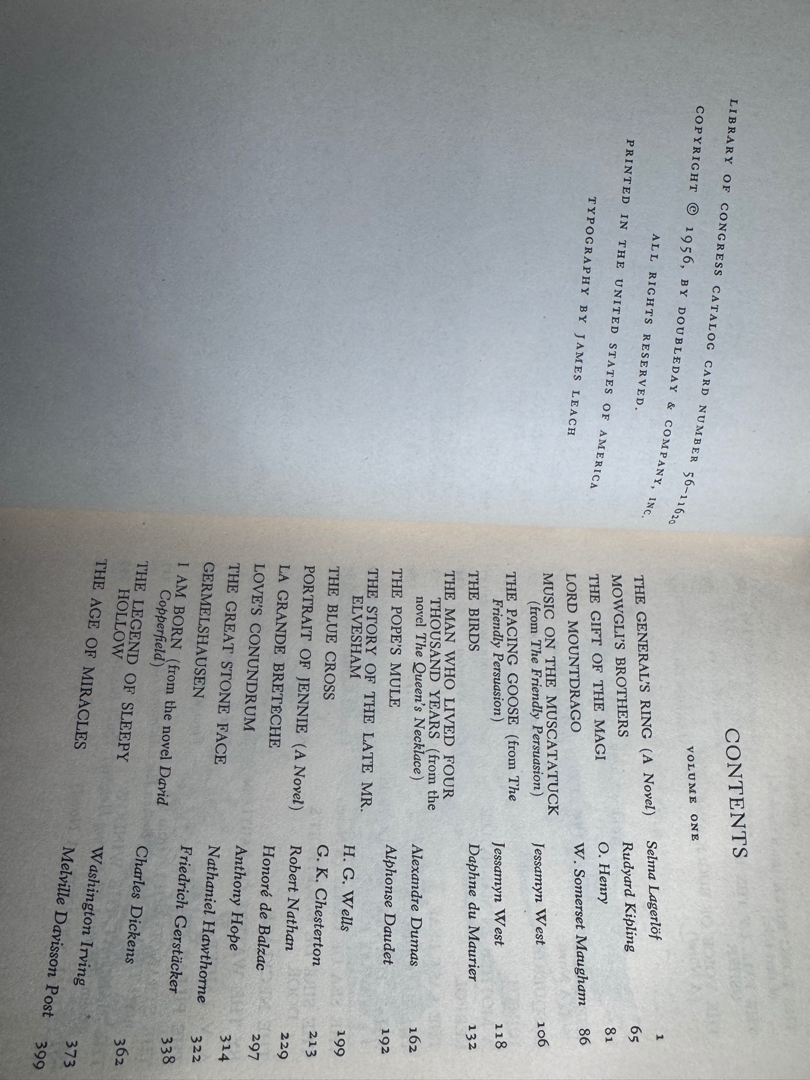 LIBRARY OF CONGRESS CATALOG CARD NUMBER 56-11620
COPYRIGHT © 1956, BY DOUBLEDAY & COMPANY, INC.
ALL RIGHTS RESERVED.
PRINTED IN THE UNITED STATES OF AMERICA
TYPOGRAPHY BY JAMES LEACH
CONTENTS
VOLUME ONE
THE GENERAL'S RING (A Novel) Selma Lagerlöf 1
MOWGLI'S BROTHERS Rudyard Kipling 65
THE GIFT OF THE MAGI O. Henry 81
LORD MOUNTDRAGO W. Somerset Maugham 86
MUSIC ON THE MUSCATATUCK
(from The Friendly Persuasion) Jessamyn West 106
THE PACING GOOSE (from The
Friendly Persuasion) Jessamyn West 118
THE BIRDS Daphne du Maurier 132
THE MAN WHO LIVED FOUR
THOUSAND YEARS (from the
novel The Queen's Necklace) Alexandre Dumas 162
THE POPE'S MULE Alphonse Daudet 192
THE STORY OF THE LATE MR.
ELVESHAM H. G. Wells 199
THE BLUE CROSS G. K. Chesterton 213
PORTRAIT OF JENNIE (A Novel) Robert Nathan 229
LA GRANDE BRETECHE Honoré de Balzac 297
LOVE'S CONUNDRUM Anthony Hope 314
THE GREAT STONE FACE Nathaniel Hawthorne 322
GERMELSHAUSEN Friedrich Gerstäcker 338
I AM BORN (from the novel David
Copperfield) Charles Dickens 362
THE LEGEND OF SLEEPY
HOLLOW Washington Irving 373
THE AGE OF MIRACLES Melville Davisson Post 399